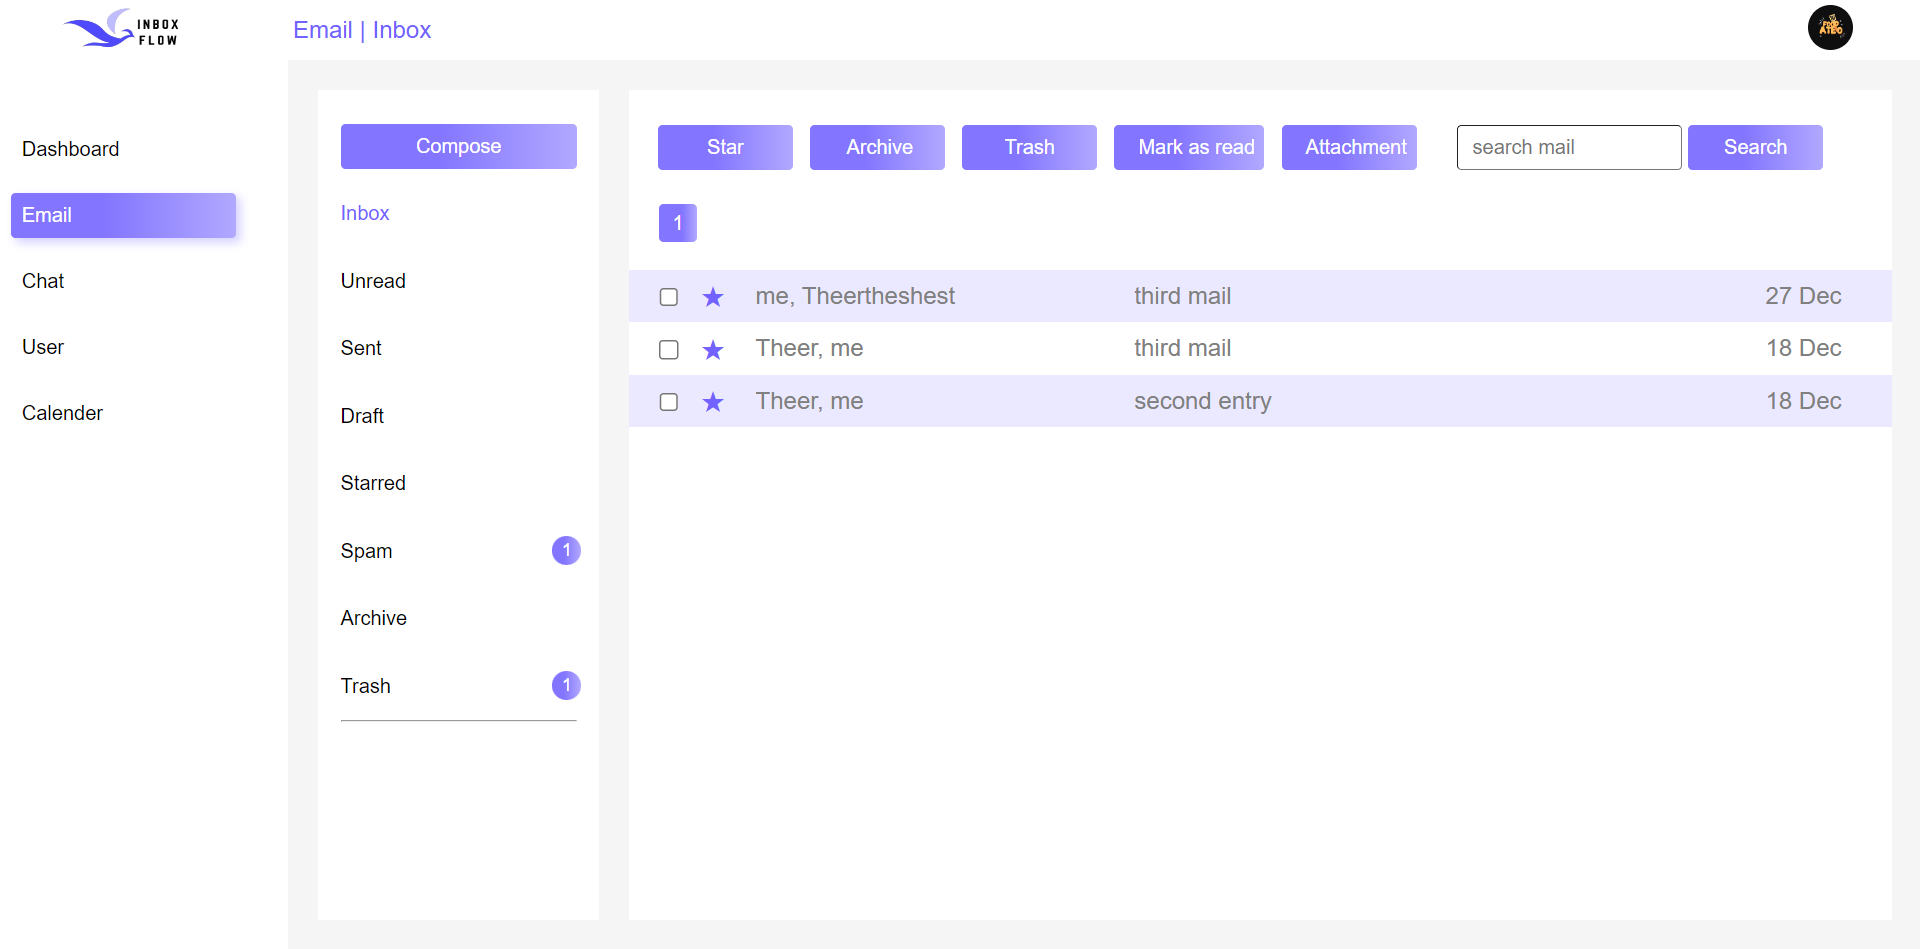 INBOX
FLOW
Email | Inbox
FOOD
ATEO
Dashboard
Email
Chat
User
Calender
Compose
Inbox
Unread
Sent
Draft
Starred
Spam 1
Archive
Trash 1
Star Archive Trash Mark as read Attachment search mail Search
1
me, Theertheshest third mail 27 Dec
Theer, me third mail 18 Dec
Theer, me second entry 18 Dec